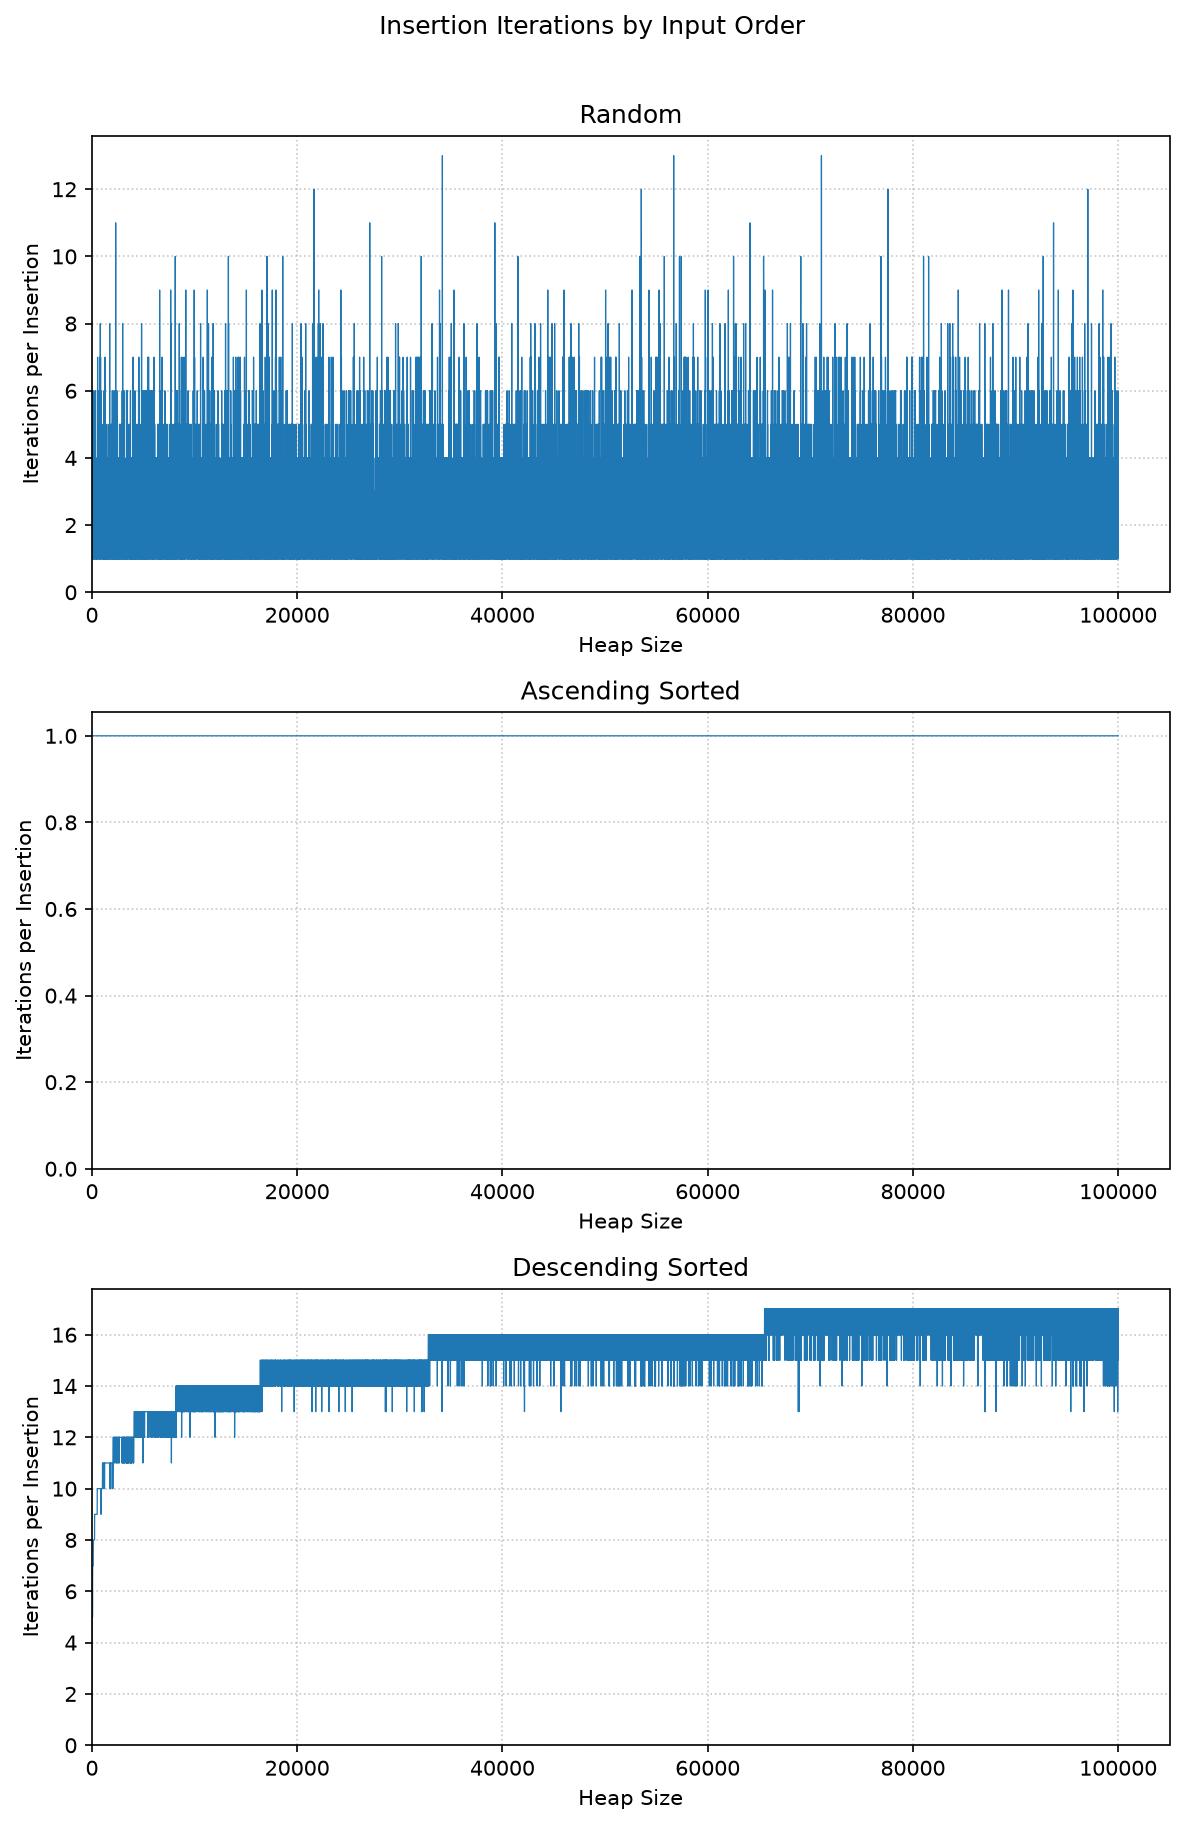 Insertion Iterations by Input Order
Random
Iterations per Insertion
12
10
8
6
4
2
0
0 20000 40000 60000 80000 100000
Heap Size
Ascending Sorted
Iterations per Insertion
1.0
0.8
0.6
0.4
0.2
0.0
0 20000 40000 60000 80000 100000
Heap Size
Descending Sorted
Iterations per Insertion
16
14
12
10
8
6
4
2
0
0 20000 40000 60000 80000 100000
Heap Size